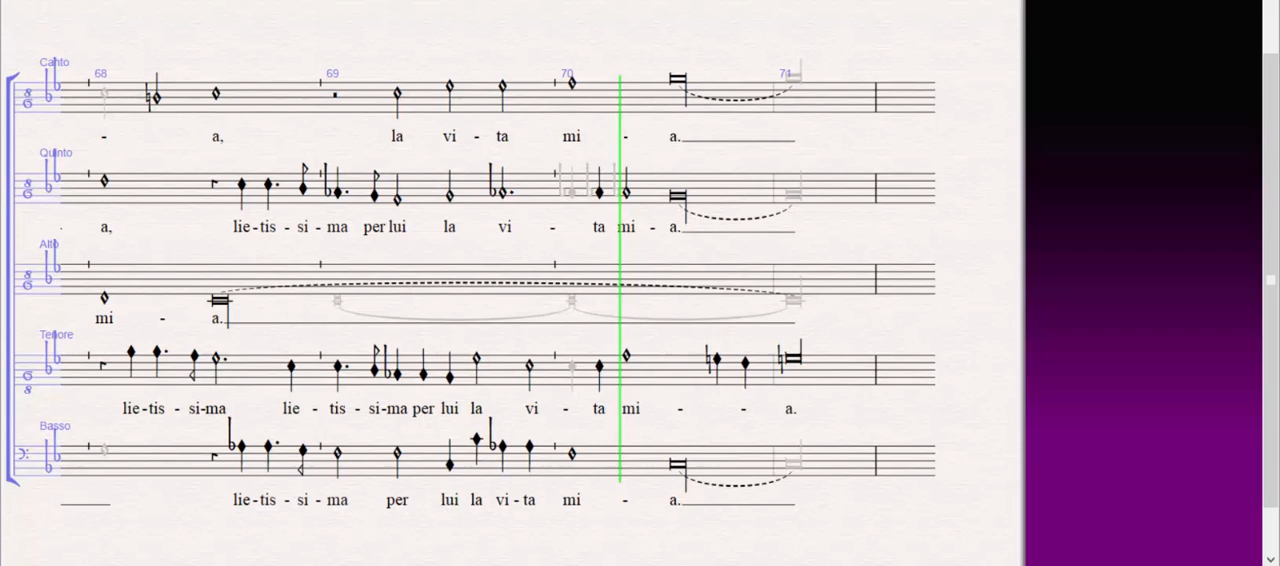 Canto
68 69 70 71
- a, la vi - ta mi - a.
Quinto
a, lie-tis - si - ma per lui la vi - ta mi - a.
Alto
mi - a.
Tenore
lie-tis - si-ma lie - tis - si-ma per lui la vi - ta mi - - a.
Basso
lie-tis - si - ma per lui la vi - ta mi - a.